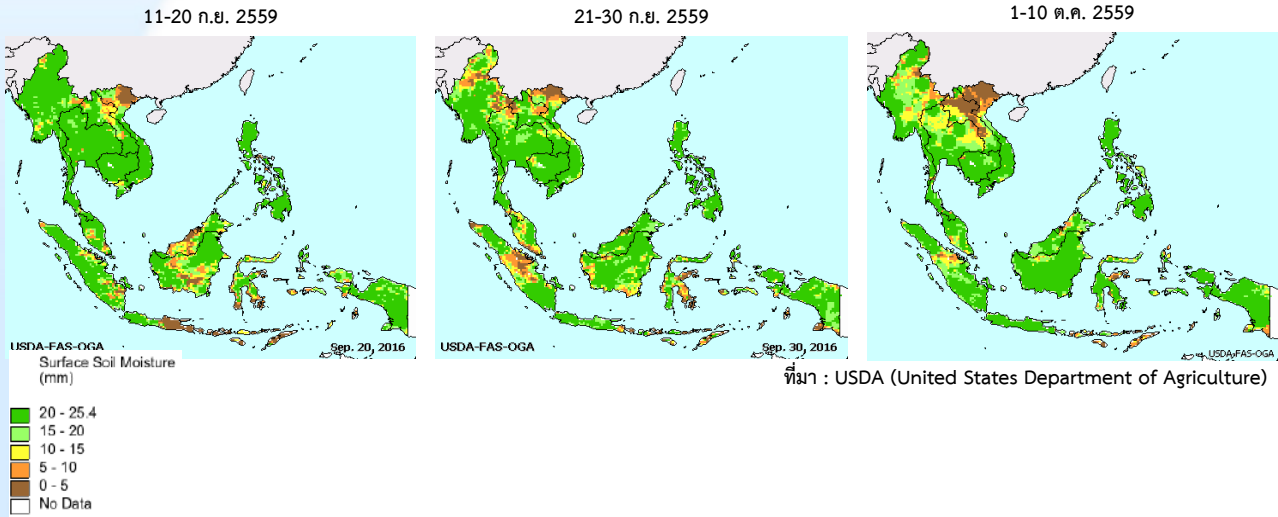 11-20 ก.ย. 2559
21-30 ก.ย. 2559
1-10 ต.ค. 2559
USDA-FAS-OGA
Sep. 20, 2016
USDA-FAS-OGA
Sep. 30, 2016
USDA-FAS-OGA
ที่มา : USDA (United States Department of Agriculture)
Surface Soil Moisture
(mm)
20 - 25.4
15 - 20
10 - 15
5 - 10
0 - 5
No Data